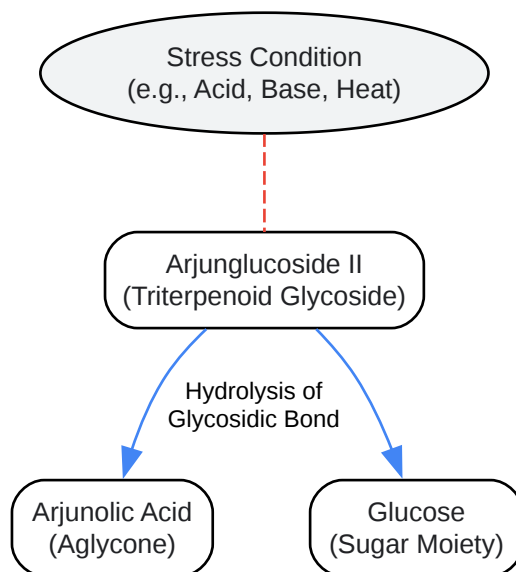 Stress Condition
(e.g., Acid, Base, Heat)
Arjunglucoside II
(Triterpenoid Glycoside)
Hydrolysis of
Glycosidic Bond
Arjunolic Acid
(Aglycone)
Glucose
(Sugar Moiety)